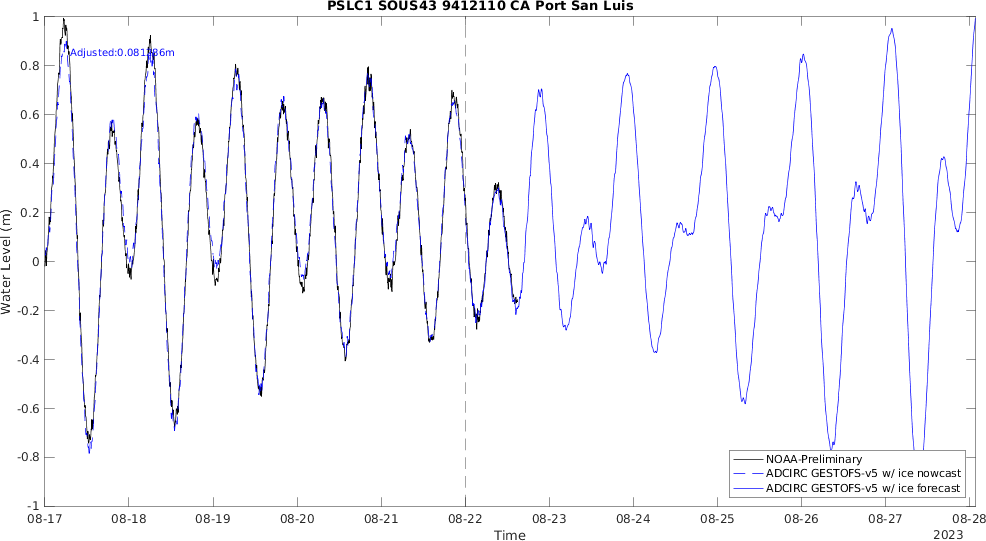 PSLC1 SOUS43 9412110 CA Port San Luis
Water Level (m)
1
0.8
0.6
0.4
0.2
0
-0.2
-0.4
-0.6
-0.8
-1
NOAA-Preliminary
ADCIRC GESTOFS-v5 w/ ice nowcast
ADCIRC GESTOFS-v5 w/ ice forecast
08-17 08-18 08-19 08-20 08-21 08-22 08-23 08-24 08-25 08-26 08-27 08-28
Time
2023